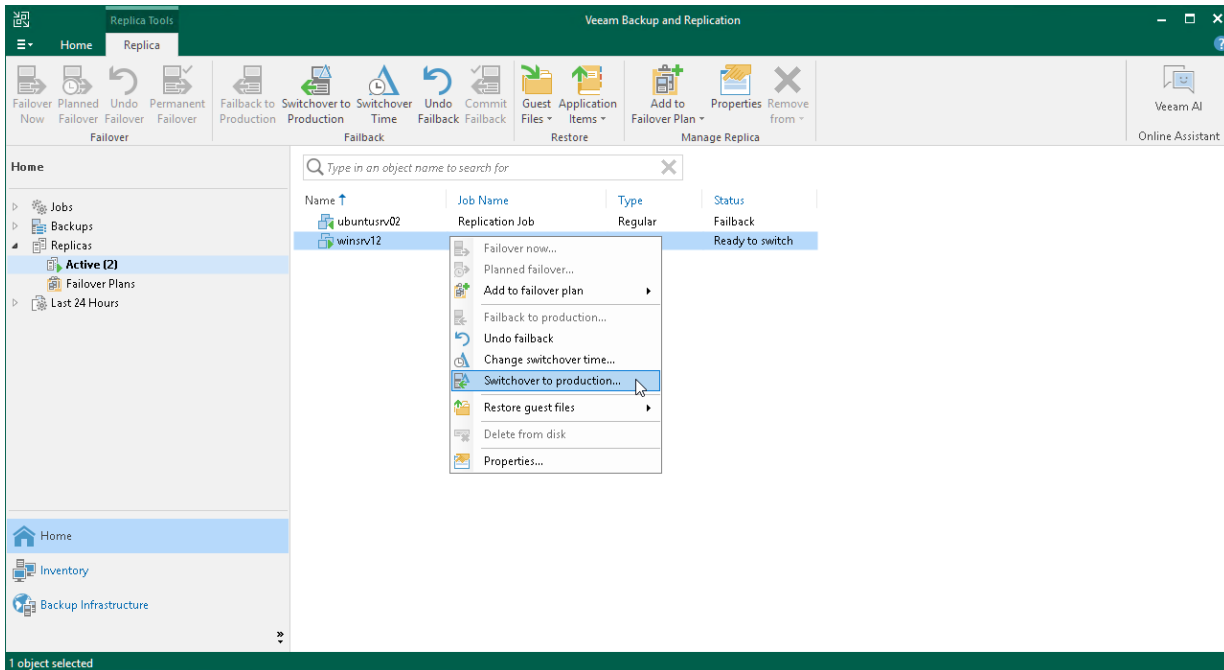 Replica Tools
Veeam Backup and Replication
Home Replica
Failover Now
Planned Failover
Undo Failover
Permanent Failover
Failover
Failback to Production
Switchover to Production
Switchover Time
Undo Failback
Commit Failback
Failback
Guest Files
Application Items
Restore
Add to Failover Plan
Properties
Remove from
Manage Replica
Veeam AI
Online Assistant
?
Home
Jobs
Backups
Replicas
Active (2)
Failover Plans
Last 24 Hours
Home
Inventory
Backup Infrastructure
Type in an object name to search for
Name Job Name Type Status
ubuntusrv02 Replication Job Regular Failback
winsrv12 Ready to switch
Failover now...
Planned failover...
Add to failover plan
Failback to production...
Undo failback
Change switchover time...
Switchover to production...
Restore guest files
Delete from disk
Properties...
1 object selected